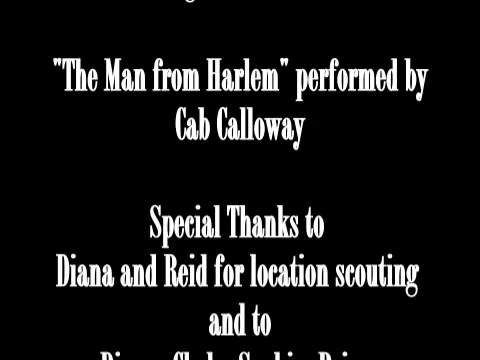 "The Man from Harlem" performed by
Cab Calloway
Special Thanks to
Diana and Reid for location scouting
and to